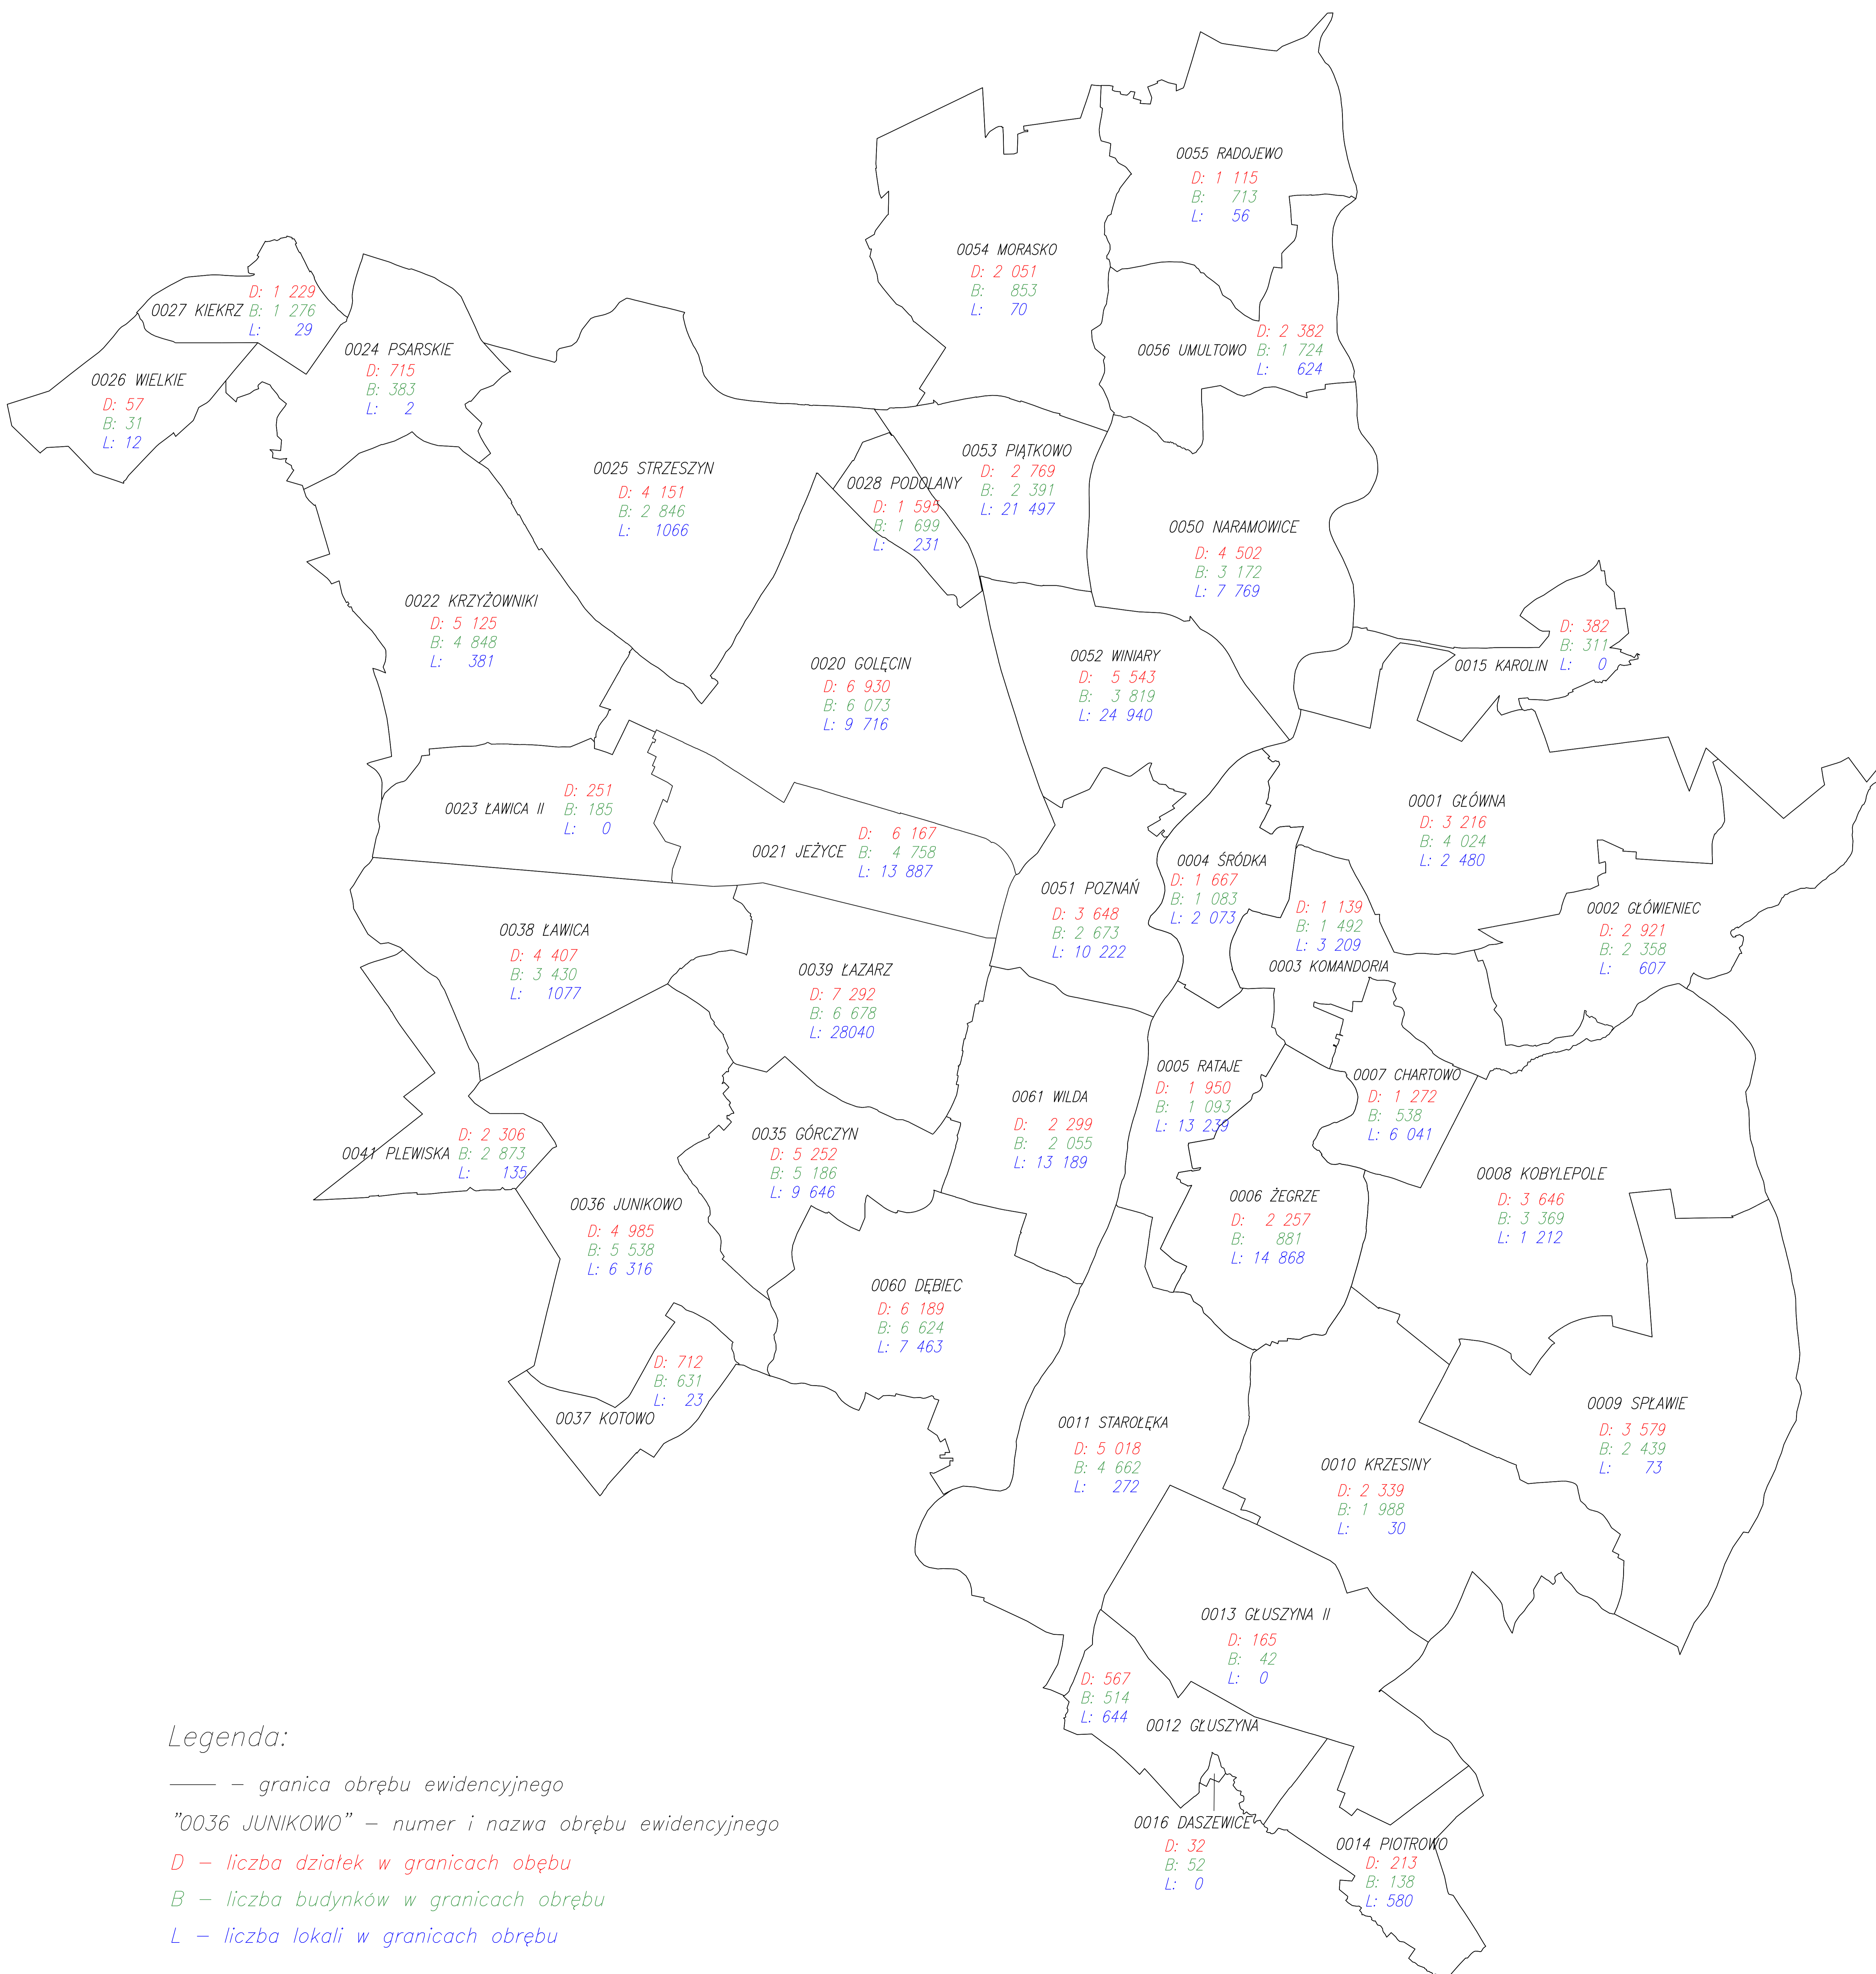 0055 RADOJEWO
D: 1 115
B: 713
L: 56
0054 MORASKO
D: 2 051
B: 853
L: 70
0027 KIEKRZ
D: 1 229
B: 1 276
L: 29
0056 UMULTOWO
D: 2 382
B: 1 724
L: 624
0024 PSARSKIE
D: 715
B: 383
L: 2
0026 WIELKIE
D: 57
B: 31
L: 12
0053 PIĄTKOWO
D: 2 769
B: 2 391
L: 21 497
0025 STRZESZYN
D: 4 151
B: 2 846
L: 1066
0028 PODOLANY
D: 1 595
B: 1 699
L: 231
0050 NARAMOWICE
D: 4 502
B: 3 172
L: 7 769
0022 KRZYŻOWNIKI
D: 5 125
B: 4 848
L: 381
0015 KAROLIN
D: 382
B: 311
L: 0
0020 GOLĘCIN
D: 6 930
B: 6 073
L: 9 716
0052 WINIARY
D: 5 543
B: 3 819
L: 24 940
0023 ŁAWICA II
D: 251
B: 185
L: 0
0001 GŁÓWNA
D: 3 216
B: 4 024
L: 2 480
0021 JEŻYCE
D: 6 167
B: 4 758
L: 13 887
0004 ŚRÓDKA
D: 1 667
B: 1 083
L: 2 073
0051 POZNAŃ
D: 3 648
B: 2 673
L: 10 222
D: 1 139
B: 1 492
L: 3 209
0003 KOMANDORIA
0002 GŁÓWIENIEC
D: 2 921
B: 2 358
L: 607
0038 ŁAWICA
D: 4 407
B: 3 430
L: 1077
0039 ŁAZARZ
D: 7 292
B: 6 678
L: 28040
0005 RATAJE
D: 1 950
B: 1 093
L: 13 239
0007 CHARTOWO
D: 1 272
B: 538
L: 6 041
0061 WILDA
D: 2 299
B: 2 055
L: 13 189
0041 PLEWISKA
D: 2 306
B: 2 873
L: 135
0035 GÓRCZYN
D: 5 252
B: 5 186
L: 9 646
0008 KOBYLEPOLE
D: 3 646
B: 3 369
L: 1 212
0006 ŻEGRZE
D: 2 257
B: 881
L: 14 868
0036 JUNIKOWO
D: 4 985
B: 5 538
L: 6 316
0060 DĘBIEC
D: 6 189
B: 6 624
L: 7 463
D: 712
B: 631
L: 23
0037 KOTOWO
0009 SPŁAWIE
D: 3 579
B: 2 439
L: 73
0011 STAROŁĘKA
D: 5 018
B: 4 662
L: 272
0010 KRZESINY
D: 2 339
B: 1 988
L: 30
0013 GŁUSZYNA II
D: 165
B: 42
L: 0
D: 567
B: 514
L: 644
0012 GŁUSZYNA
0016 DASZEWICE
D: 32
B: 52
L: 0
0014 PIOTROWO
D: 213
B: 138
L: 580
Legenda:
— granica obrębu ewidencyjnego
"0036 JUNIKOWO" – numer i nazwa obrębu ewidencyjnego
D – liczba działek w granicach obębu
B – liczba budynków w granicach obrębu
L – liczba lokali w granicach obrębu